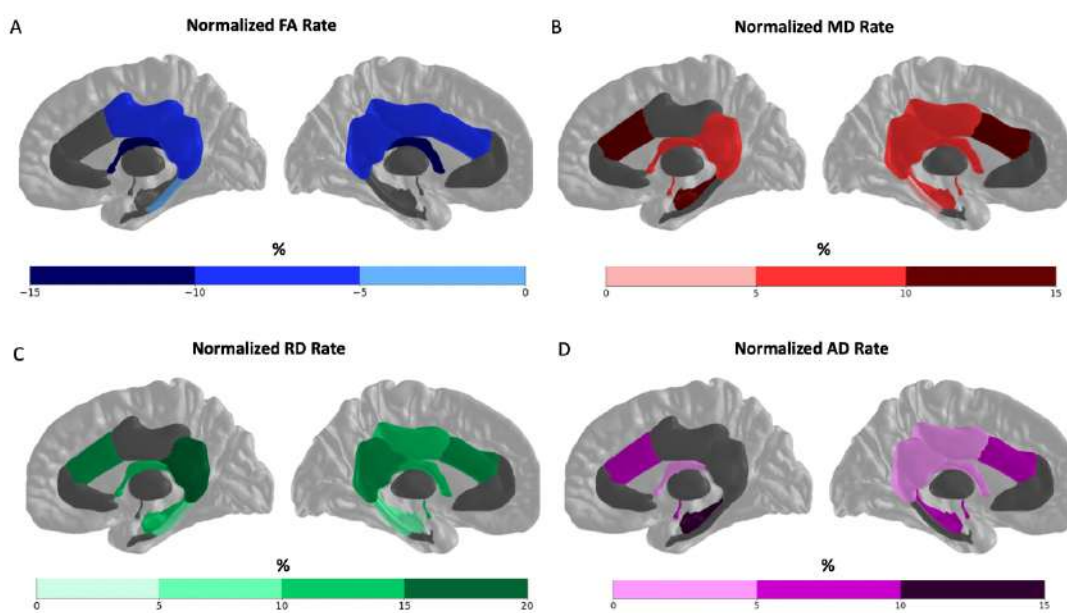 A
Normalized FA Rate
B
Normalized MD Rate
%
−15 −10 −5 0
%
0 5 10 15
C
Normalized RD Rate
D
Normalized AD Rate
%
0 5 10 15 20
%
0 5 10 15